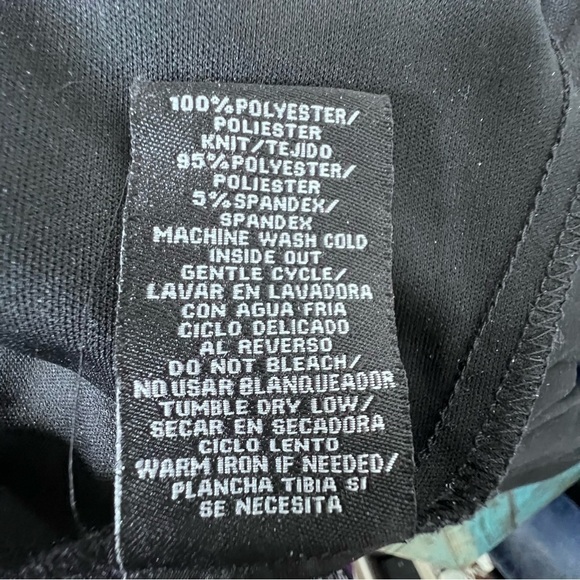 100% POLYESTER/
POLIESTER
KNIT/TEJIDO
95% POLYESTER/
POLIESTER
5% SPANDEX/
SPANDEX
MACHINE WASH COLD
INSIDE OUT
GENTLE CYCLE/
LAVAR EN LAVADORA
CON AGUA FRIA
CICLO DELICADO
AL REVERSO
DO NOT BLEACH/
NO USAR BLANQUEADOR
TUMBLE DRY LOW/
SECAR EN SECADORA
CICLO LENTO
WARM IRON IF NEEDED/
PLANCHA TIBIA SI
SE NECESITA